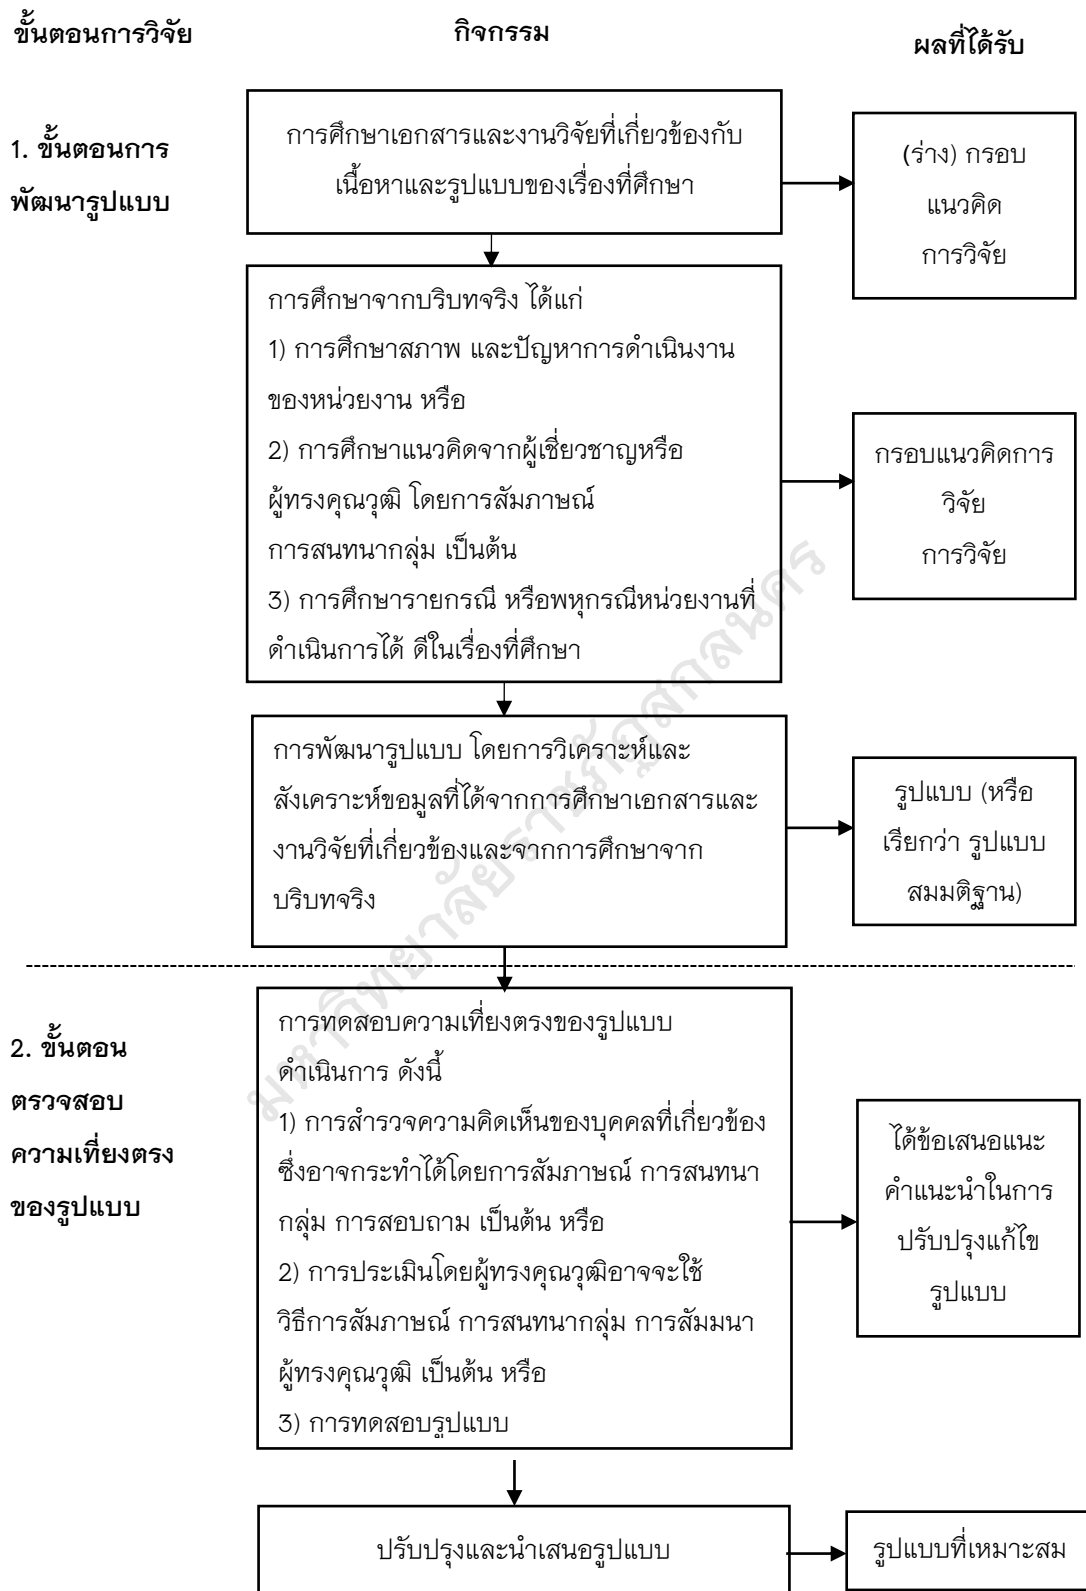 ขั้นตอนการวิจัย
กิจกรรม
ผลที่ได้รับ
1. ขั้นตอนการ
พัฒนารูปแบบ
การศึกษาเอกสารและงานวิจัยที่เกี่ยวข้องกับ
เนื้อหาและรูปแบบของเรื่องที่ศึกษา
(ร่าง) กรอบ
แนวคิด
การวิจัย
การศึกษาจากบริบทจริง ได้แก่
1) การศึกษาสภาพ และปัญหาการดำเนินงาน
ของหน่วยงาน หรือ
2) การศึกษาแนวคิดจากผู้เชี่ยวชาญหรือ
ผู้ทรงคุณวุฒิ โดยการสัมภาษณ์
การสนทนากลุ่ม เป็นต้น
3) การศึกษารายกรณี หรือพหุกรณีหน่วยงานที่
ดำเนินการได้ ดีในเรื่องที่ศึกษา
กรอบแนวคิดการ
วิจัย
การวิจัย
การพัฒนารูปแบบ โดยการวิเคราะห์และ
สังเคราะห์ขอมูลที่ได้จากการศึกษาเอกสารและ
งานวิจัยที่เกี่ยวข้องและจากการศึกษาจาก
บริบทจริง
รูปแบบ (หรือ
เรียกว่า รูปแบบ
สมมติฐาน)
2. ขั้นตอน
ตรวจสอบ
ความเที่ยงตรง
ของรูปแบบ
การทดสอบความเที่ยงตรงของรูปแบบ
ดำเนินการ ดังนี้
1) การสำรวจความคิดเห็นของบุคคลที่เกี่ยวข้อง
ซึ่งอาจกระทำได้โดยการสัมภาษณ์ การสนทนา
กลุ่ม การสอบถาม เป็นต้น หรือ
2) การประเมินโดยผู้ทรงคุณวุฒิอาจจะใช้
วิธีการสัมภาษณ์ การสนทนากลุ่ม การสัมมนา
ผู้ทรงคุณวุฒิ เป็นต้น หรือ
3) การทดสอบรูปแบบ
ได้ข้อเสนอแนะ
คำแนะนำในการ
ปรับปรุงแก้ไข
รูปแบบ
ปรับปรุงและนำเสนอรูปแบบ
รูปแบบที่เหมาะสม
มหาวิทยาลัยราชภัฏสกลนคร